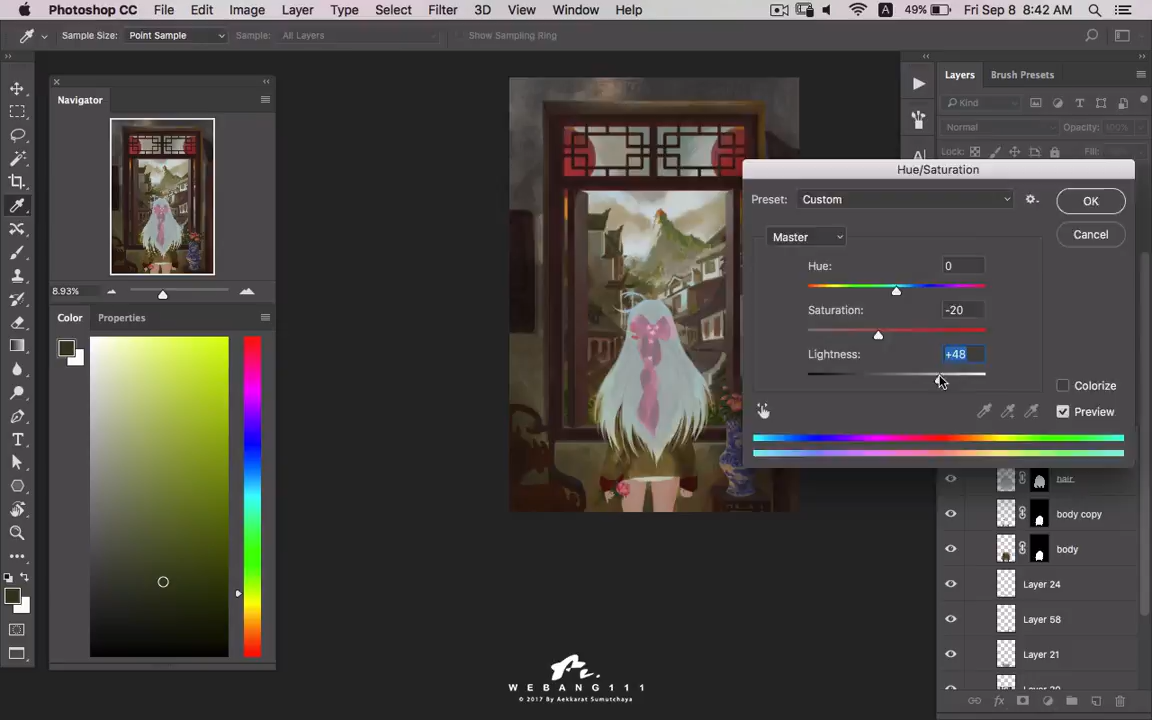 Photoshop CC File Edit Image Layer Type Select Filter 3D View Window Help A 49% Fri Sep 8 8:42 AM
Sample Size: Point Sample Sample: All Layers Show Sampling Ring
Navigator
8.93%
Color Properties
Layers Brush Presets
Kind
Normal Opacity: 100%
Lock: Fill:
A
Hue/Saturation
Preset: Custom
OK
Cancel
Master
Hue: 0
Saturation: -20
Lightness: +48
Colorize
Preview
hair
body copy
body
Layer 24
Layer 58
Layer 21
WEBANG111
© 2017 By Aekkarat Sumutchaya